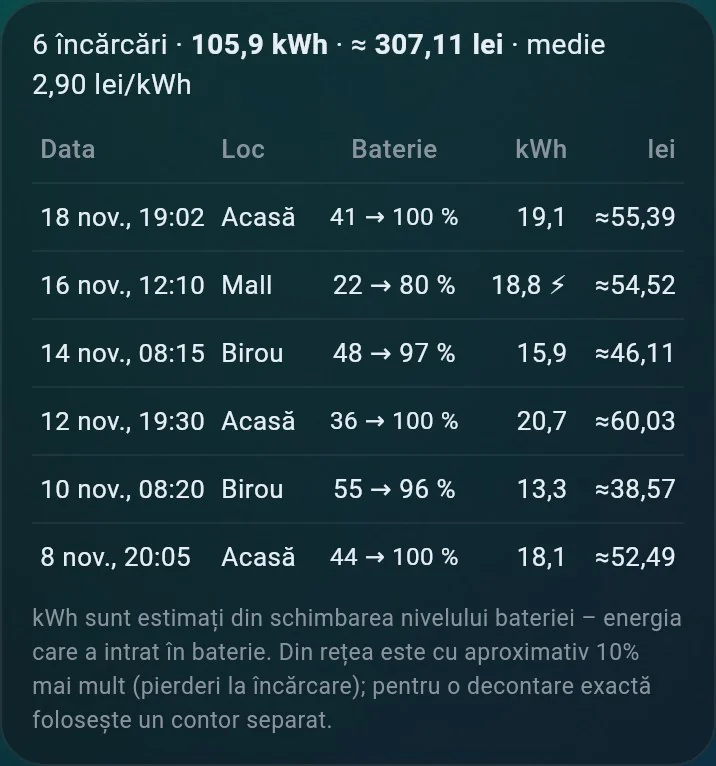 6 încărcări · 105,9 kWh · ≈ 307,11 lei · medie
2,90 lei/kWh
Data Loc Baterie kWh lei
18 nov., 19:02 Acasă 41 → 100 % 19,1 ≈55,39
16 nov., 12:10 Mall 22 → 80 % 18,8 ⚡ ≈54,52
14 nov., 08:15 Birou 48 → 97 % 15,9 ≈46,11
12 nov., 19:30 Acasă 36 → 100 % 20,7 ≈60,03
10 nov., 08:20 Birou 55 → 96 % 13,3 ≈38,57
8 nov., 20:05 Acasă 44 → 100 % 18,1 ≈52,49
kWh sunt estimați din schimbarea nivelului bateriei – energia
care a intrat în baterie. Din rețea este cu aproximativ 10%
mai mult (pierderi la încărcare); pentru o decontare exactă
folosește un contor separat.